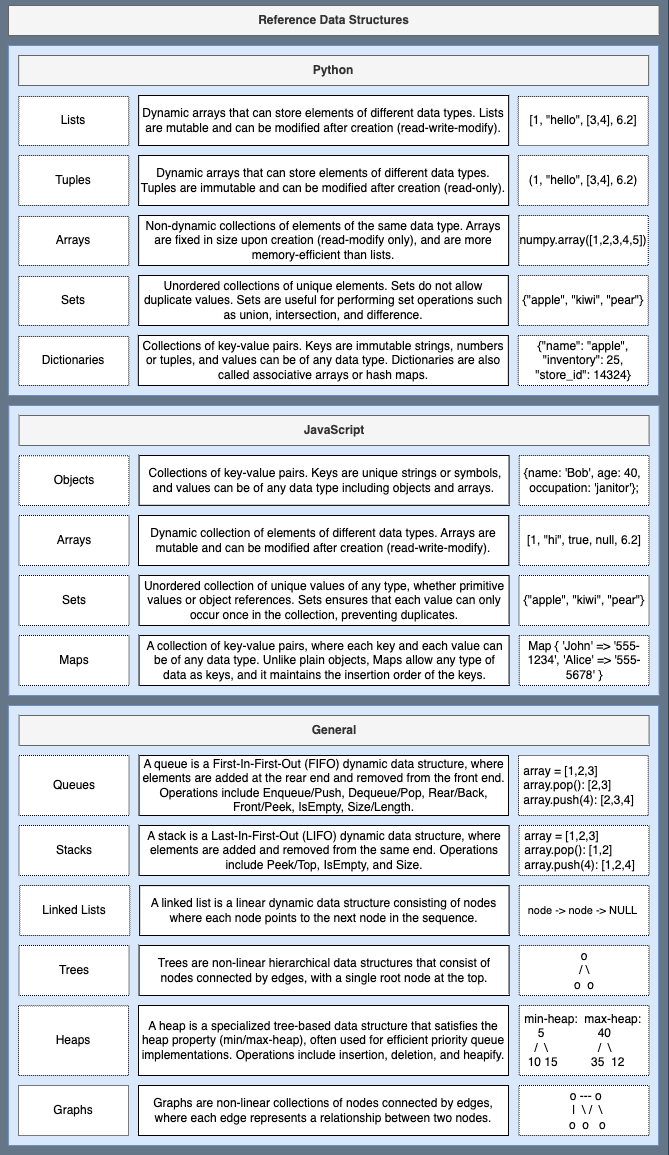 Reference Data Structures
Python
Lists
Dynamic arrays that can store elements of different data types. Lists
are mutable and can be modified after creation (read-write-modify).
[1, "hello", [3,4], 6.2]
Tuples
Dynamic arrays that can store elements of different data types.
Tuples are immutable and can be modified after creation (read-only).
(1, "hello", [3,4], 6.2)
Arrays
Non-dynamic collections of elements of the same data type. Arrays
are fixed in size upon creation (read-modify only), and are more
memory-efficient than lists.
numpy.array([1,2,3,4,5])
Sets
Unordered collections of unique elements. Sets do not allow
duplicate values. Sets are useful for performing set operations such
as union, intersection, and difference.
{"apple", "kiwi", "pear"}
Dictionaries
Collections of key-value pairs. Keys are immutable strings, numbers
or tuples, and values can be of any data type. Dictionaries are also
called associative arrays or hash maps.
{"name": "apple",
"inventory": 25,
"store_id": 14324}
JavaScript
Objects
Collections of key-value pairs. Keys are unique strings or symbols,
and values can be of any data type including objects and arrays.
{name: 'Bob', age: 40,
occupation: 'janitor'};
Arrays
Dynamic collection of elements of different data types. Arrays are
mutable and can be modified after creation (read-write-modify).
[1, "hi", true, null, 6.2]
Sets
Unordered collection of unique values of any type, whether primitive
values or object references. Sets ensures that each value can only
occur once in the collection, preventing duplicates.
{"apple", "kiwi", "pear"}
Maps
A collection of key-value pairs, where each key and each value can
be of any data type. Unlike plain objects, Maps allow any type of
data as keys, and it maintains the insertion order of the keys.
Map { 'John' => '555-
1234', 'Alice' => '555-
5678' }
General
Queues
A queue is a First-In-First-Out (FIFO) dynamic data structure, where
elements are added at the rear end and removed from the front end.
Operations include Enqueue/Push, Dequeue/Pop, Rear/Back,
Front/Peek, IsEmpty, Size/Length.
array = [1,2,3]
array.pop(): [2,3]
array.push(4): [2,3,4]
Stacks
A stack is a Last-In-First-Out (LIFO) dynamic data structure, where
elements are added and removed from the same end. Operations
include Peek/Top, IsEmpty, and Size.
array = [1,2,3]
array.pop(): [1,2]
array.push(4): [1,2,4]
Linked Lists
A linked list is a linear dynamic data structure consisting of nodes
where each node points to the next node in the sequence.
node -> node -> NULL
Trees
Trees are non-linear hierarchical data structures that consist of
nodes connected by edges, with a single root node at the top.
o
/ \
o o
Heaps
A heap is a specialized tree-based data structure that satisfies the
heap property (min/max-heap), often used for efficient priority queue
implementations. Operations include insertion, deletion, and heapify.
min-heap: max-heap:
5 40
/ \ / \
10 15 35 12
Graphs
Graphs are non-linear collections of nodes connected by edges,
where each edge represents a relationship between two nodes.
o --- o
| \ / \
o o o